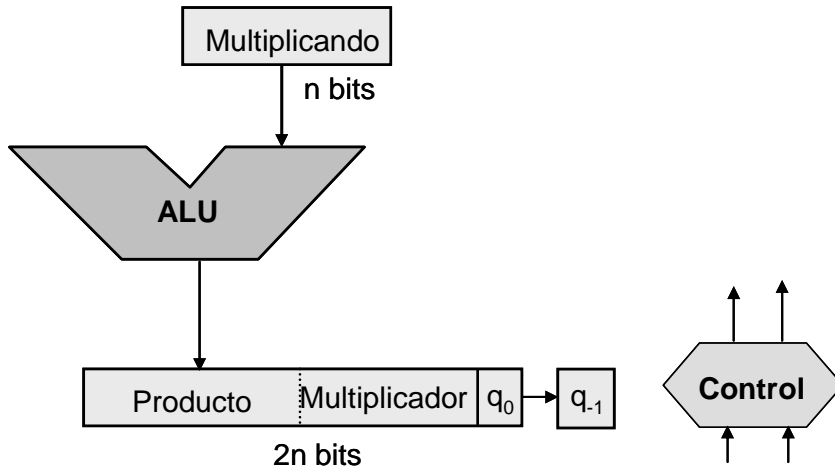 Multiplicando
n bits
ALU
Producto Multiplicador q₀ q₋₁
Control
2n bits